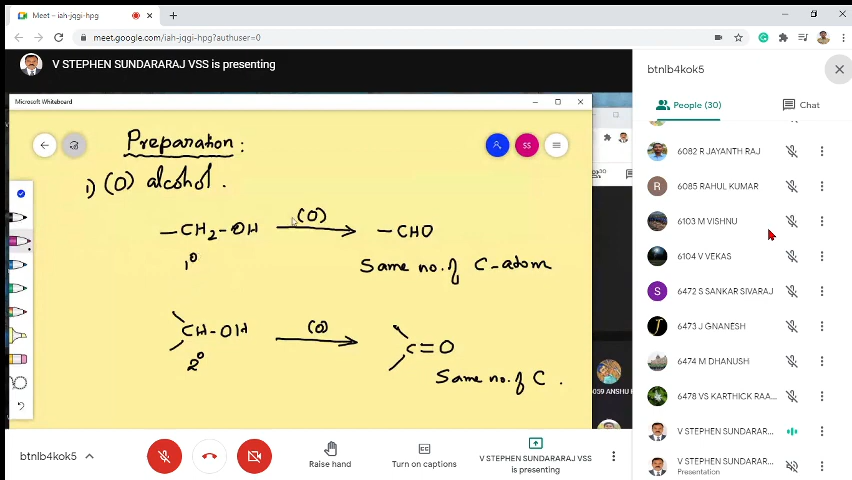 Meet – iah-jqgi-hpg
meet.google.com/iah-jqgi-hpg?authuser=0
V STEPHEN SUNDARARAJ VSS is presenting
Microsoft Whiteboard
SS
Preparation :
1) (O) alcohol .
— CH2 - OH (O) — CHO
1° Same no. of C-atom
CH - OH (O) C = O
2° Same no. of C .
059 ANSHU
btnlb4kok5
Raise hand
Turn on captions
V STEPHEN SUNDARARAJ VSS
is presenting
btnlb4kok5
People (30)
Chat
6082 R JAYANTH RAJ
R 6085 RAHUL KUMAR
6103 M VISHNU
6104 V VEKAS
S 6472 S SANKAR SIVARAJ
6473 J GNANESH
6474 M DHANUSH
6478 VS KARTHICK RAA...
V STEPHEN SUNDARAR...
V STEPHEN SUNDARAR...
Presentation